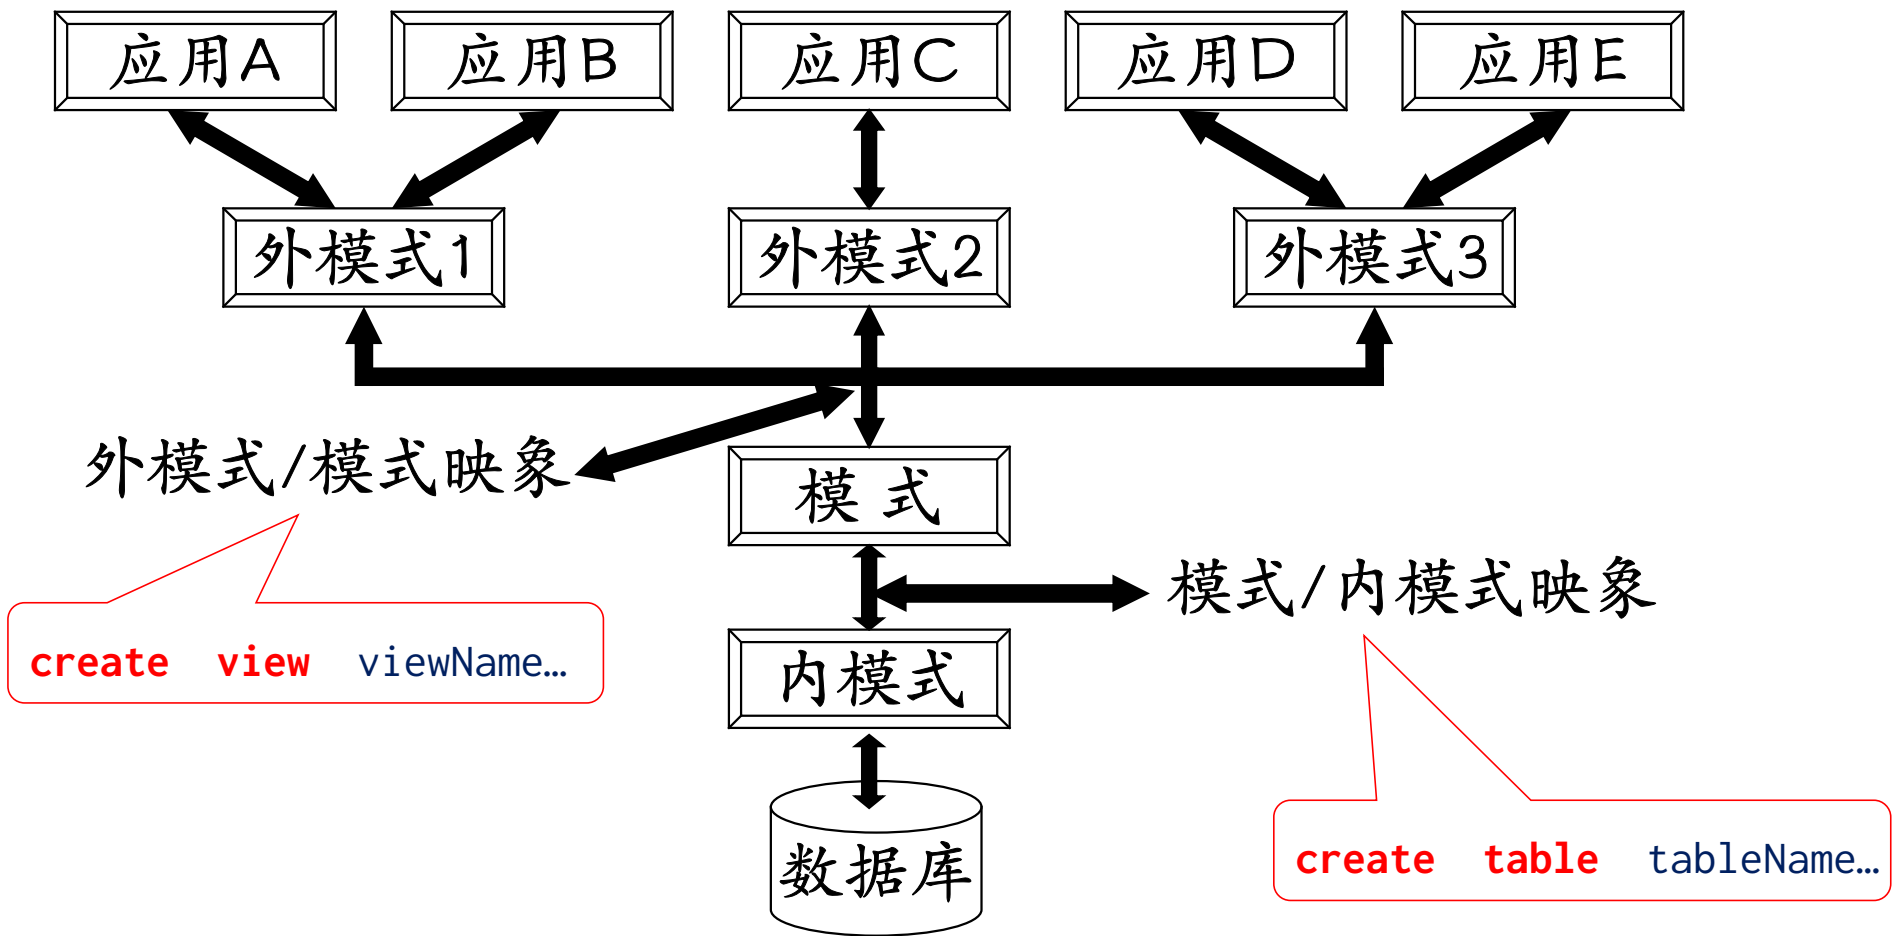 应用A
应用B
应用C
应用D
应用E
外模式1
外模式2
外模式3
外模式/模式映象
模 式
模式/内模式映象
create view viewName…
内模式
create table tableName…
数据库